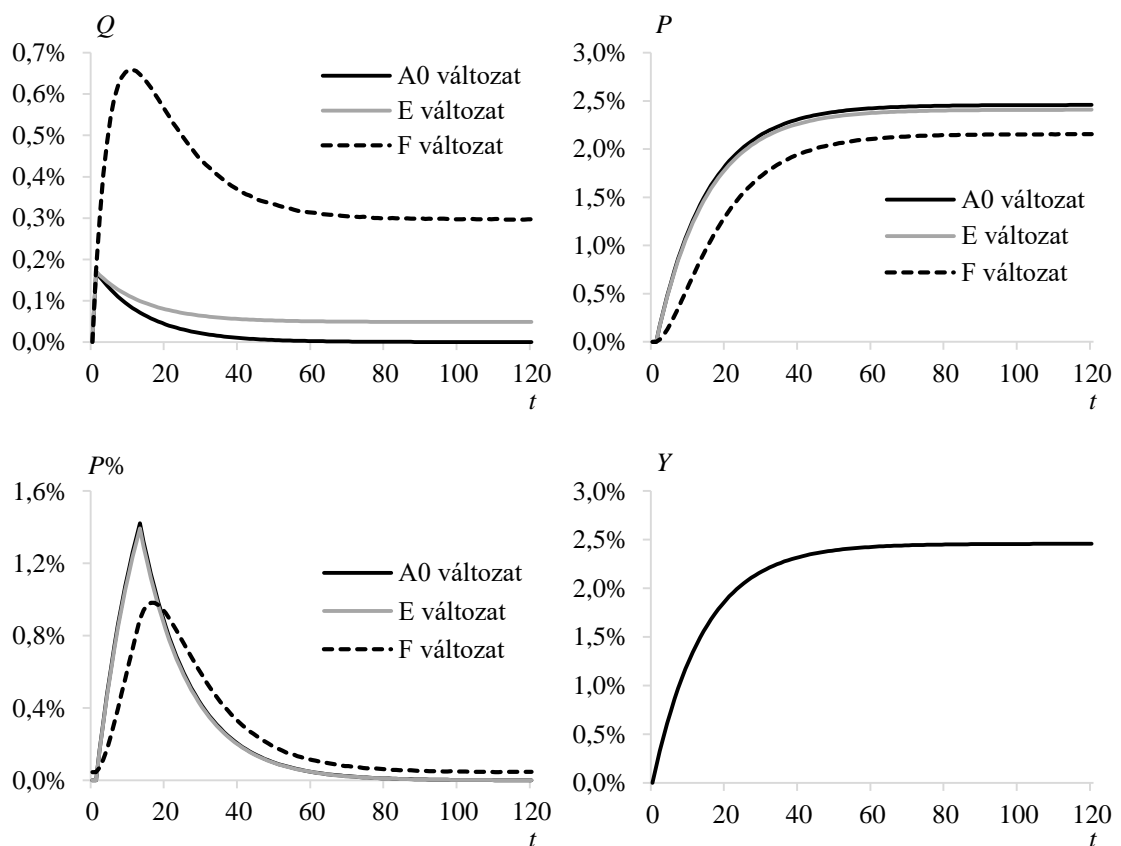 Q
0,7%
0,6%
0,5%
0,4%
0,3%
0,2%
0,1%
0,0%
A0 változat
E változat
F változat
0 20 40 60 80 100 120
t
P
3,0%
2,5%
2,0%
1,5%
1,0%
0,5%
0,0%
A0 változat
E változat
F változat
0 20 40 60 80 100 120
t
P%
1,6%
1,2%
0,8%
0,4%
0,0%
A0 változat
E változat
F változat
0 20 40 60 80 100 120
t
Y
3,0%
2,5%
2,0%
1,5%
1,0%
0,5%
0,0%
0 20 40 60 80 100 120
t